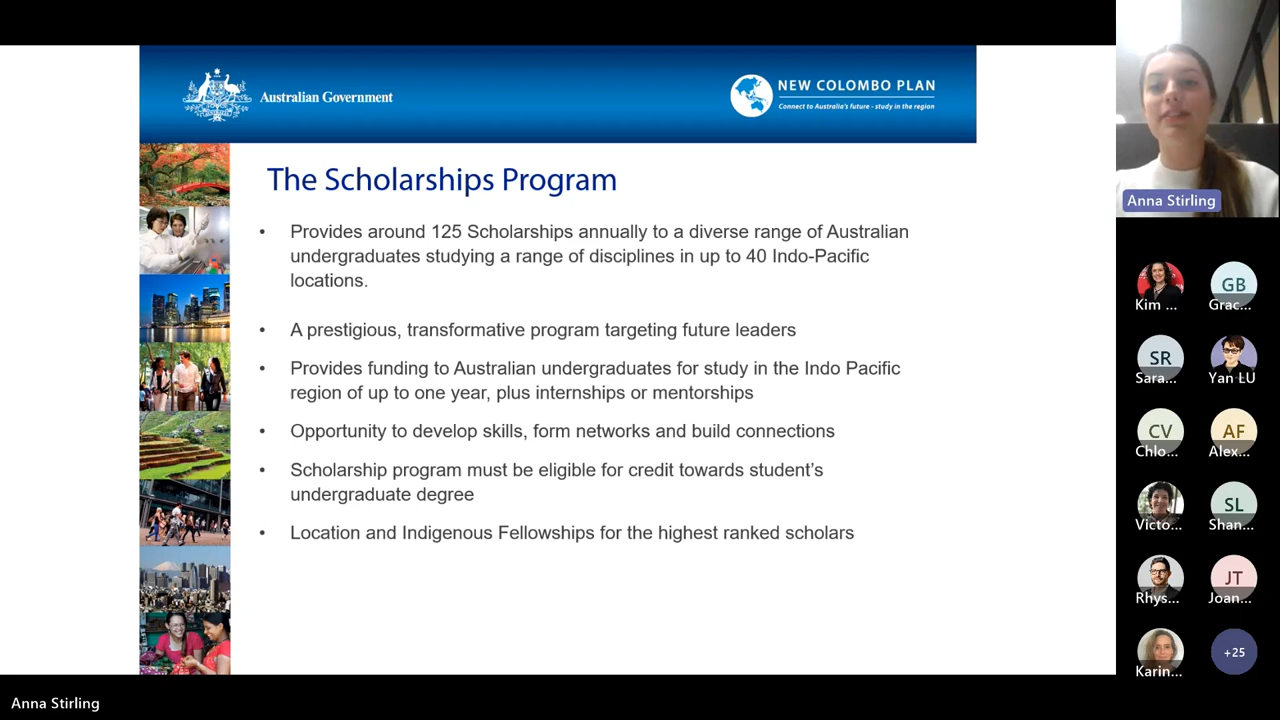 Australian Government
NEW COLOMBO PLAN
Connect to Australia's future - study in the region
The Scholarships Program
• Provides around 125 Scholarships annually to a diverse range of Australian
undergraduates studying a range of disciplines in up to 40 Indo-Pacific
locations.
• A prestigious, transformative program targeting future leaders
• Provides funding to Australian undergraduates for study in the Indo Pacific
region of up to one year, plus internships or mentorships
• Opportunity to develop skills, form networks and build connections
• Scholarship program must be eligible for credit towards student's
undergraduate degree
• Location and Indigenous Fellowships for the highest ranked scholars
Anna Stirling
Kim ...
GB
Grac...
SR
Sara...
Yan LU
CV
Chlo...
AF
Alex...
Victo...
SL
Shan...
Rhys...
JT
Joan...
Karin...
+25
Anna Stirling